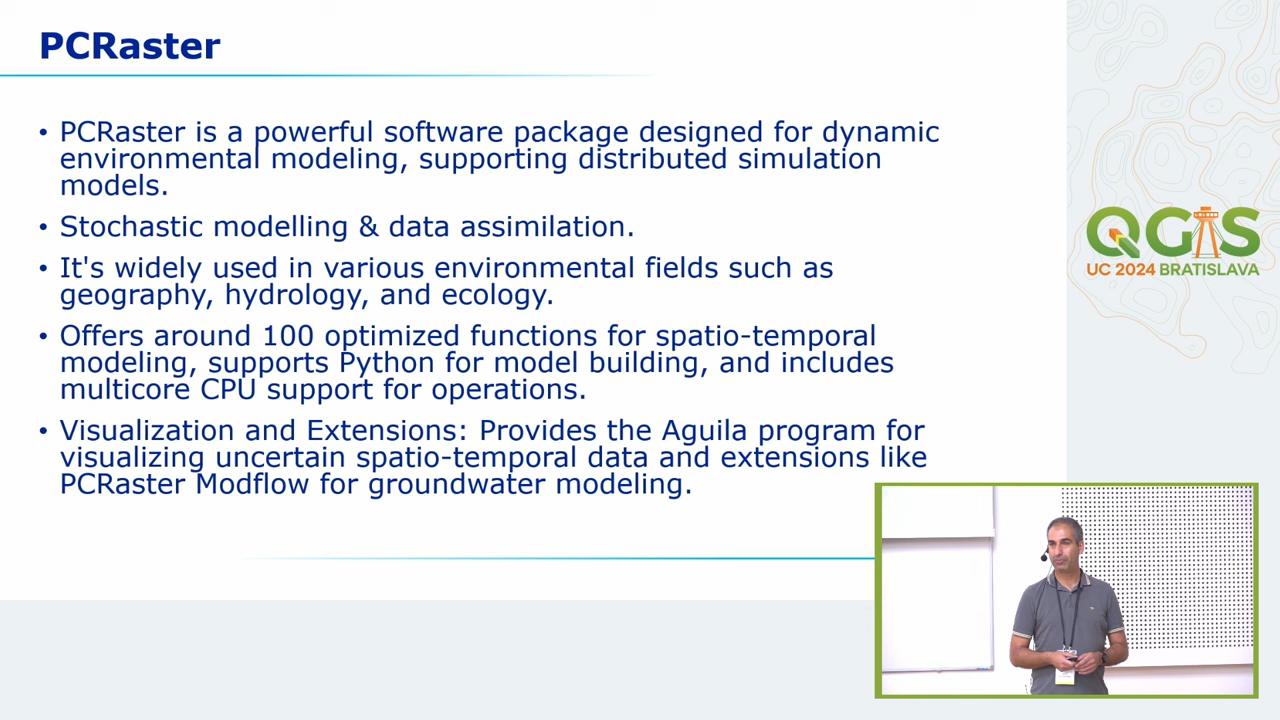 PCRaster
• PCRaster is a powerful software package designed for dynamic
environmental modeling, supporting distributed simulation
models.
• Stochastic modelling & data assimilation.
• It's widely used in various environmental fields such as
geography, hydrology, and ecology.
• Offers around 100 optimized functions for spatio-temporal
modeling, supports Python for model building, and includes
multicore CPU support for operations.
• Visualization and Extensions: Provides the Aguila program for
visualizing uncertain spatio-temporal data and extensions like
PCRaster Modflow for groundwater modeling.
QGIS
UC 2024 BRATISLAVA